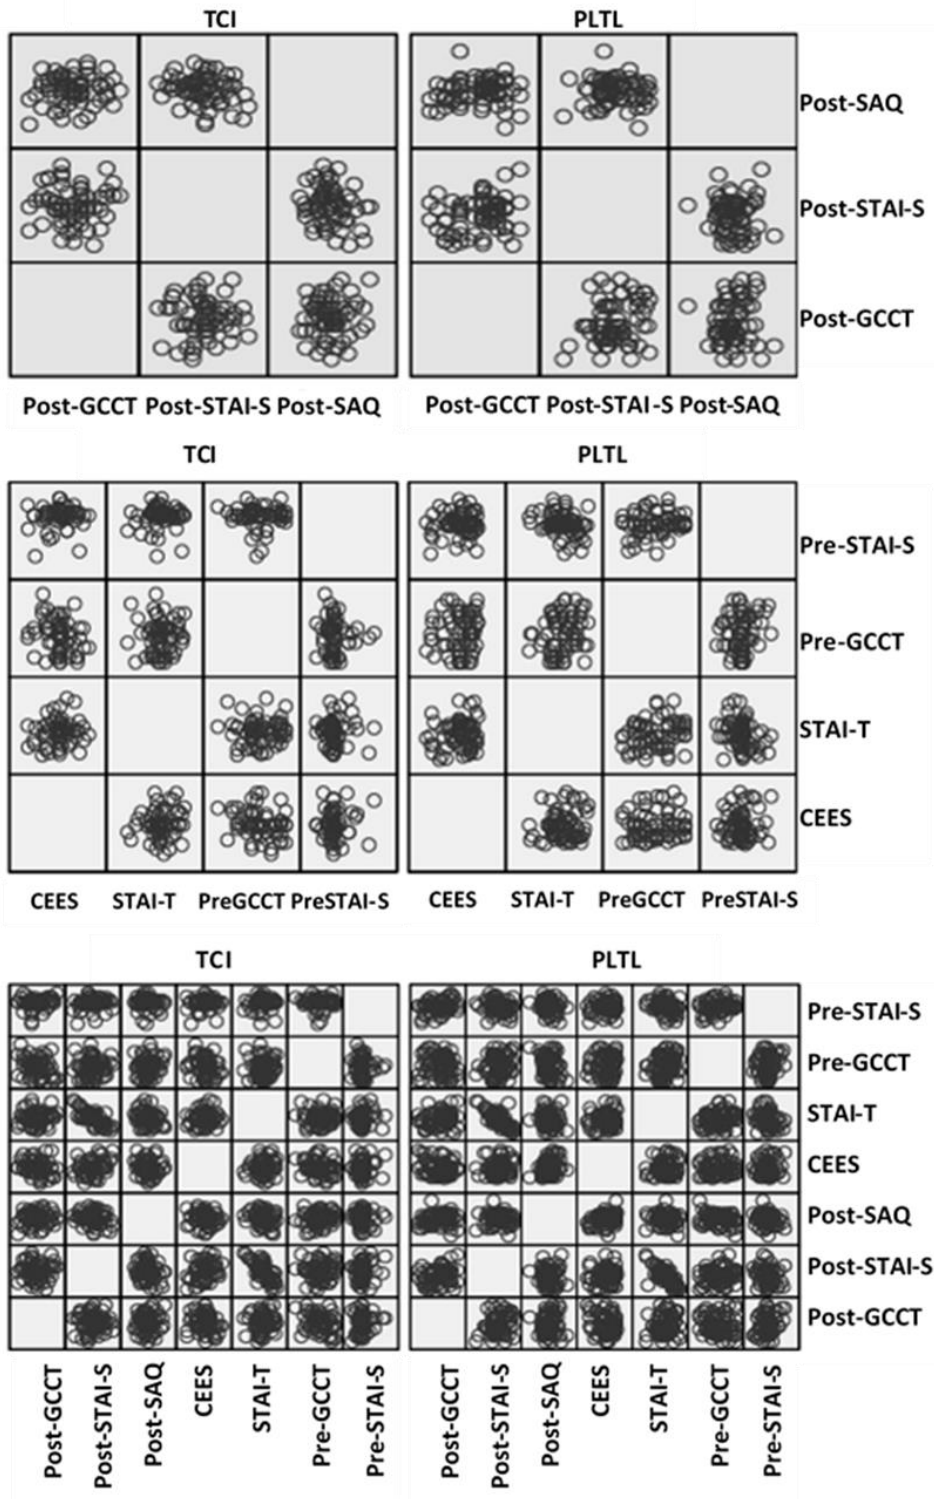 TCI PLTL
Post-SAQ
Post-STAI-S
Post-GCCT
Post-GCCT Post-STAI-S Post-SAQ Post-GCCT Post-STAI-S Post-SAQ
TCI PLTL
Pre-STAI-S
Pre-GCCT
STAI-T
CEES
CEES STAI-T PreGCCT PreSTAI-S CEES STAI-T PreGCCT PreSTAI-S
TCI PLTL
Pre-STAI-S
Pre-GCCT
STAI-T
CEES
Post-SAQ
Post-STAI-S
Post-GCCT
Post-GCCT Post-STAI-S Post-SAQ CEES STAI-T Pre-GCCT Pre-STAI-S Post-GCCT Post-STAI-S Post-SAQ CEES STAI-T Pre-GCCT Pre-STAI-S